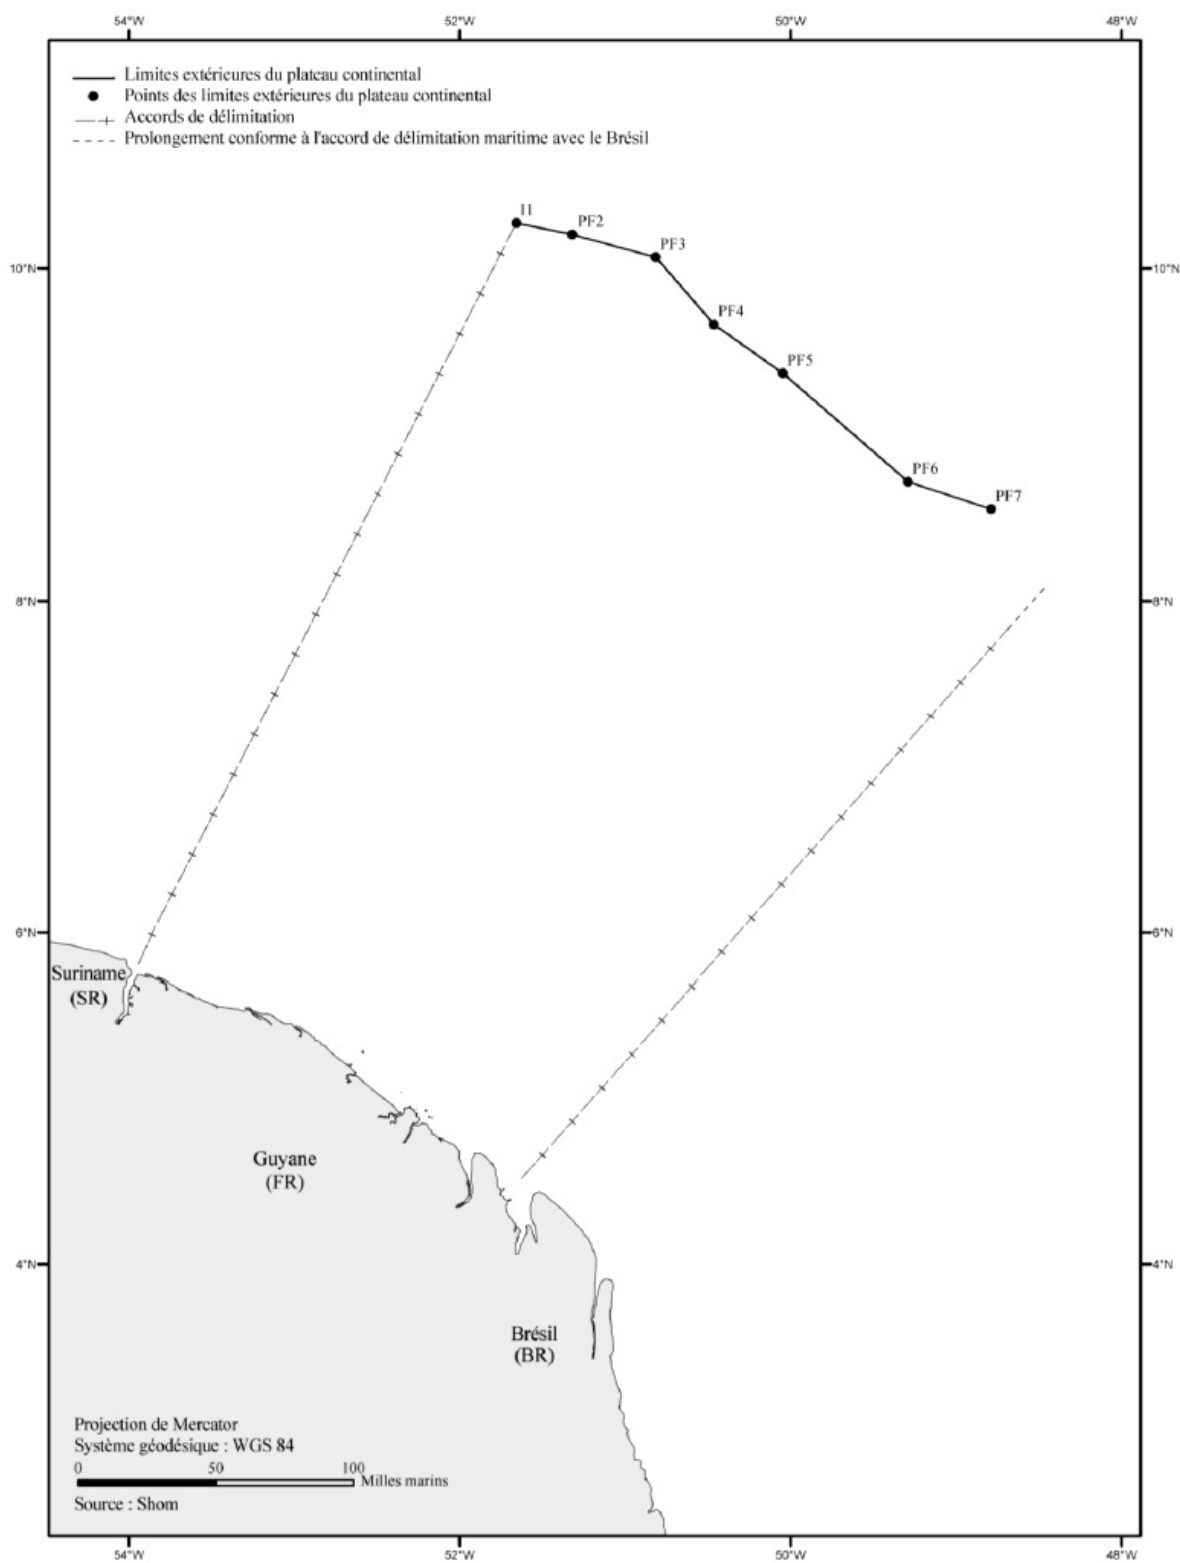 54°W 52°W 50°W 48°W
Limites extérieures du plateau continental
Points des limites extérieures du plateau continental
Accords de délimitation
Prolongement conforme à l'accord de délimitation maritime avec le Brésil
I1
PF2
PF3
10°N 10°N
PF4
PF5
PF6
PF7
8°N 8°N
6°N 6°N
Suriname
(SR)
Guyane
(FR)
4°N 4°N
Brésil
(BR)
Projection de Mercator
Système géodésique : WGS 84
0 50 100
Milles marins
Source : Shom
54°W 52°W 50°W 48°W